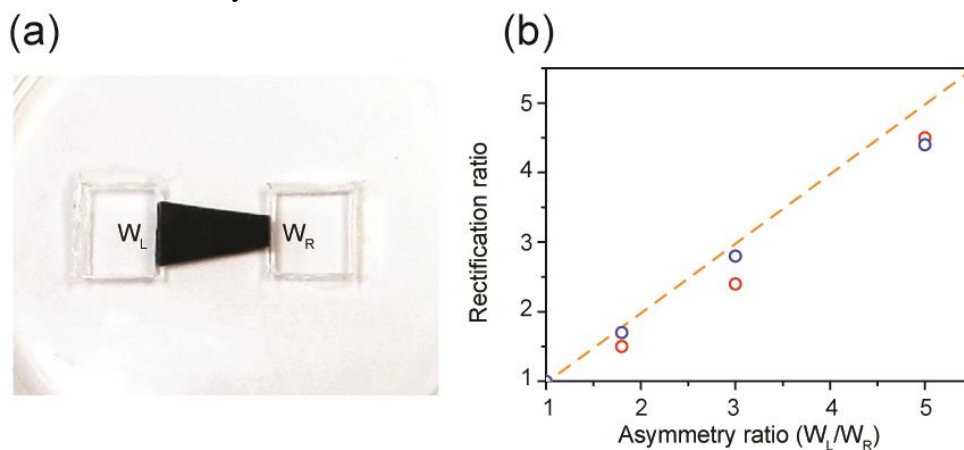 (a)
W_L
W_R
(b)
Rectification ratio
5
4
3
2
1
1
2
3
4
5
Asymmetry ratio (W_L/W_R)